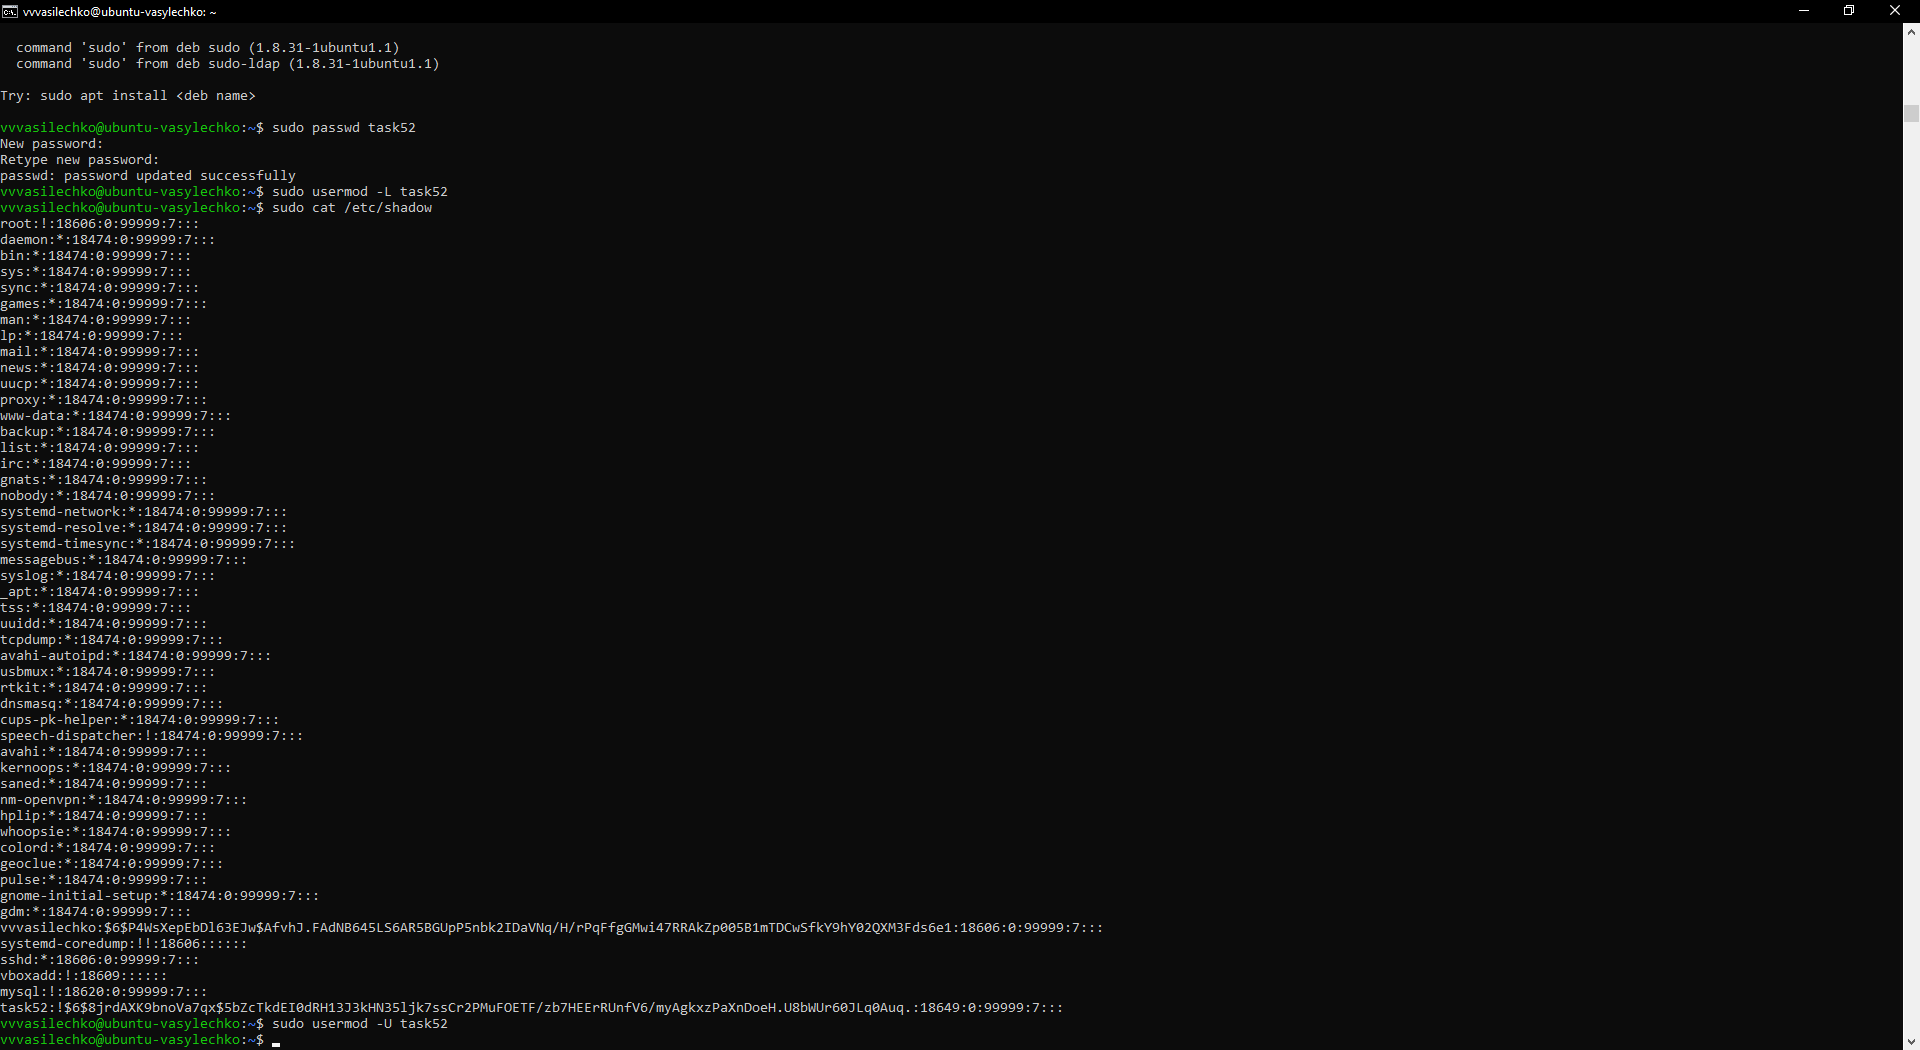 vvvasilechko@ubuntu-vasylechko: ~
command 'sudo' from deb sudo (1.8.31-1ubuntu1.1)
command 'sudo' from deb sudo-ldap (1.8.31-1ubuntu1.1)
Try: sudo apt install <deb name>
vvvasilechko@ubuntu-vasylechko:~$ sudo passwd task52
New password:
Retype new password:
passwd: password updated successfully
vvvasilechko@ubuntu-vasylechko:~$ sudo usermod -L task52
vvvasilechko@ubuntu-vasylechko:~$ sudo cat /etc/shadow
root:!:18606:0:99999:7:::
daemon:*:18474:0:99999:7:::
bin:*:18474:0:99999:7:::
sys:*:18474:0:99999:7:::
sync:*:18474:0:99999:7:::
games:*:18474:0:99999:7:::
man:*:18474:0:99999:7:::
lp:*:18474:0:99999:7:::
mail:*:18474:0:99999:7:::
news:*:18474:0:99999:7:::
uucp:*:18474:0:99999:7:::
proxy:*:18474:0:99999:7:::
www-data:*:18474:0:99999:7:::
backup:*:18474:0:99999:7:::
list:*:18474:0:99999:7:::
irc:*:18474:0:99999:7:::
gnats:*:18474:0:99999:7:::
nobody:*:18474:0:99999:7:::
systemd-network:*:18474:0:99999:7:::
systemd-resolve:*:18474:0:99999:7:::
systemd-timesync:*:18474:0:99999:7:::
messagebus:*:18474:0:99999:7:::
syslog:*:18474:0:99999:7:::
_apt:*:18474:0:99999:7:::
tss:*:18474:0:99999:7:::
uuidd:*:18474:0:99999:7:::
tcpdump:*:18474:0:99999:7:::
avahi-autoipd:*:18474:0:99999:7:::
usbmux:*:18474:0:99999:7:::
rtkit:*:18474:0:99999:7:::
dnsmasq:*:18474:0:99999:7:::
cups-pk-helper:*:18474:0:99999:7:::
speech-dispatcher:!:18474:0:99999:7:::
avahi:*:18474:0:99999:7:::
kernoops:*:18474:0:99999:7:::
saned:*:18474:0:99999:7:::
nm-openvpn:*:18474:0:99999:7:::
hplip:*:18474:0:99999:7:::
whoopsie:*:18474:0:99999:7:::
colord:*:18474:0:99999:7:::
geoclue:*:18474:0:99999:7:::
pulse:*:18474:0:99999:7:::
gnome-initial-setup:*:18474:0:99999:7:::
gdm:*:18474:0:99999:7:::
vvvasilechko:$6$P4WsXepEbDl63EJw$AfvhJ.FAdNB645LS6AR5BGUpP5nbk2IDaVNq/H/rPqFfgGMwi47RRAkZp005B1mTDCwSfkY9hY02QXM3Fds6e1:18606:0:99999:7:::
systemd-coredump:!!:18606::::::
sshd:*:18606:0:99999:7:::
vboxadd:!:18609::::::
mysql:!:18620:0:99999:7:::
task52:!$6$8jrdAXK9bnoVa7qx$5bZcTkdEI0dRH13J3kHN35ljk7ssCr2PMuFOETF/zb7HEErRUnfV6/myAgkxzPaXnDoeH.U8bWUr60JLq0Auq.:18649:0:99999:7:::
vvvasilechko@ubuntu-vasylechko:~$ sudo usermod -U task52
vvvasilechko@ubuntu-vasylechko:~$